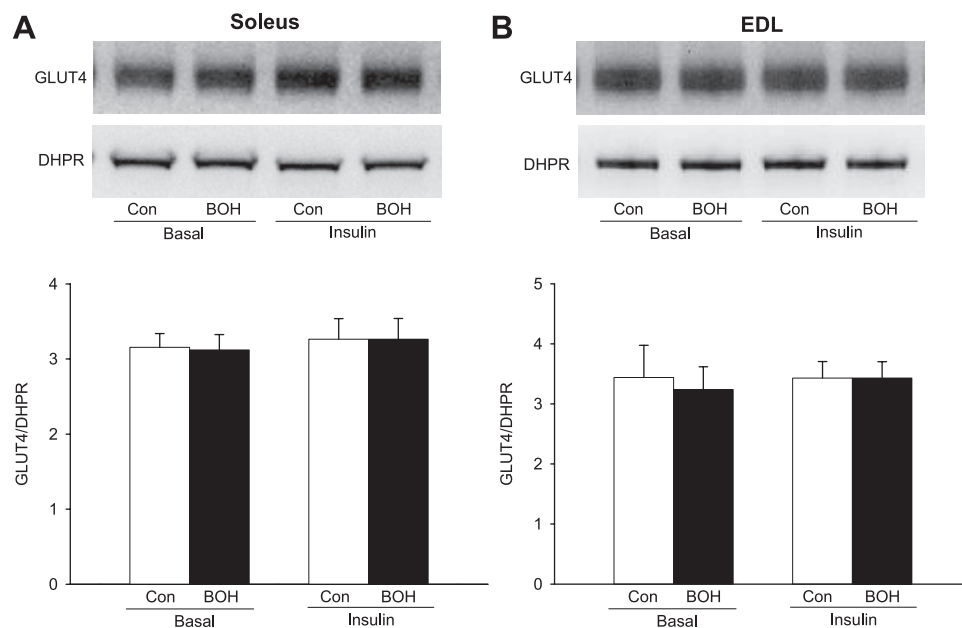 A
Soleus
GLUT4
DHPR
Con BOH Con BOH
Basal Insulin
4
3
2
1
0
GLUT4/DHPR
Con BOH Con BOH
Basal Insulin
B
EDL
GLUT4
DHPR
Con BOH Con BOH
Basal Insulin
5
4
3
2
1
0
GLUT4/DHPR
Con BOH Con BOH
Basal Insulin